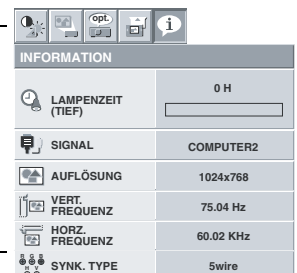 opt.
i
INFORMATION
LAMPENZEIT
(TIEF)
0 H
SIGNAL
COMPUTER2
AUFLÖSUNG
1024x768
VERT.
FREQUENZ
75.04 Hz
HORZ.
FREQUENZ
60.02 KHz
SYNK. TYPE
5wire